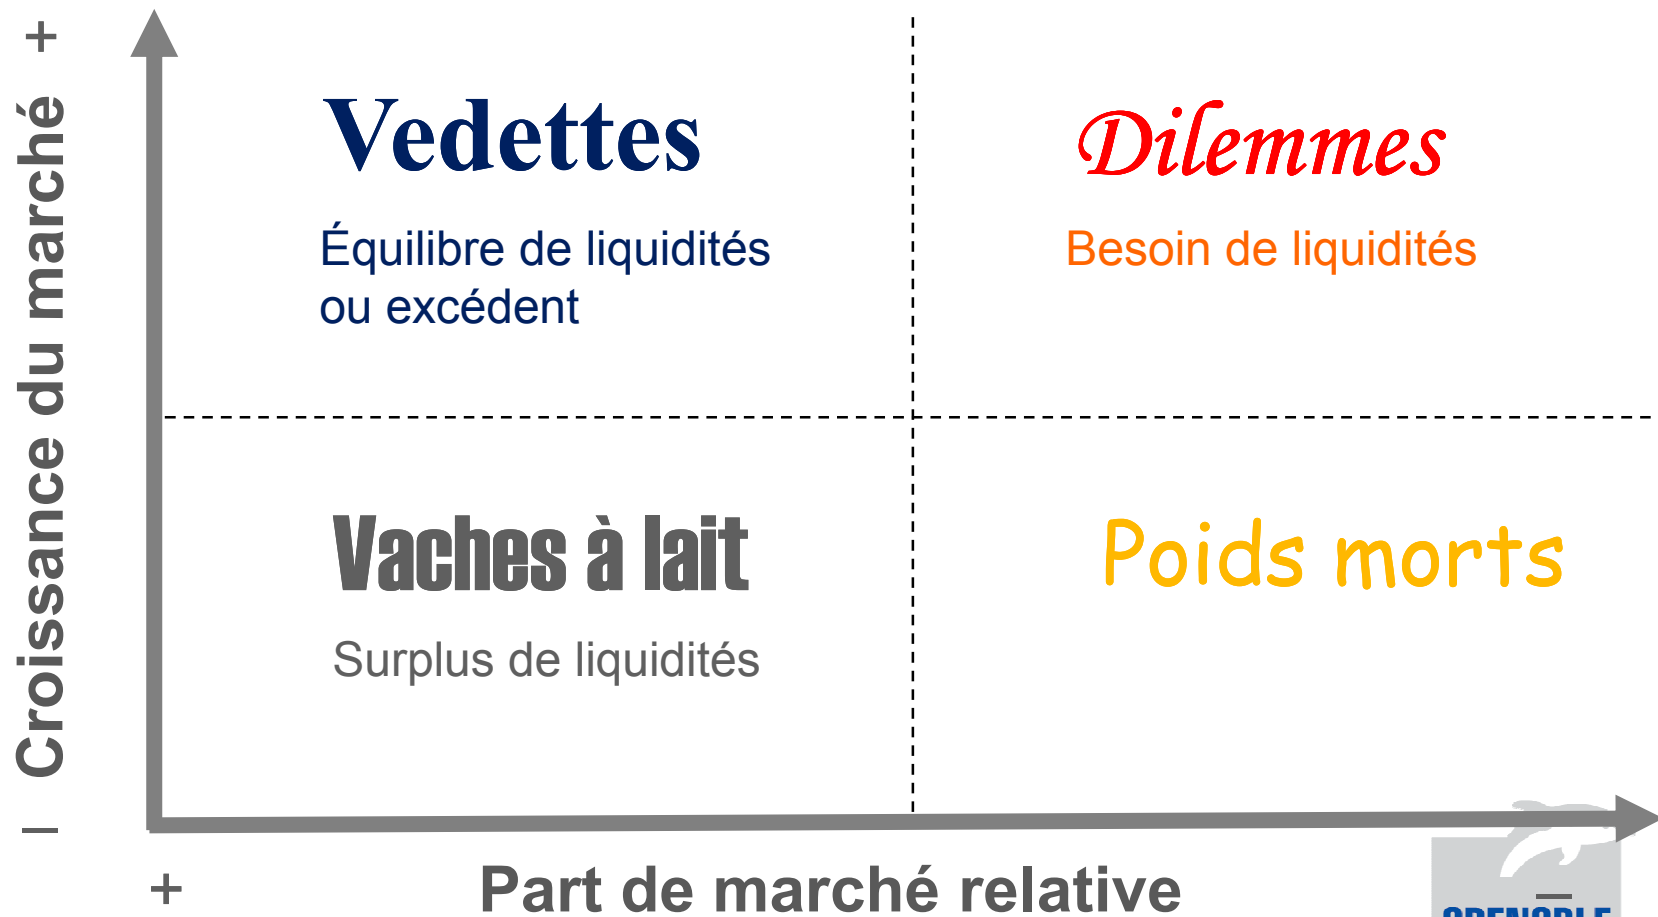 +
Croissance du marché
–
Vedettes
Équilibre de liquidités
ou excédent
Dilemmes
Besoin de liquidités
Vaches à lait
Surplus de liquidités
Poids morts
+
Part de marché relative
–
GRENOBLE